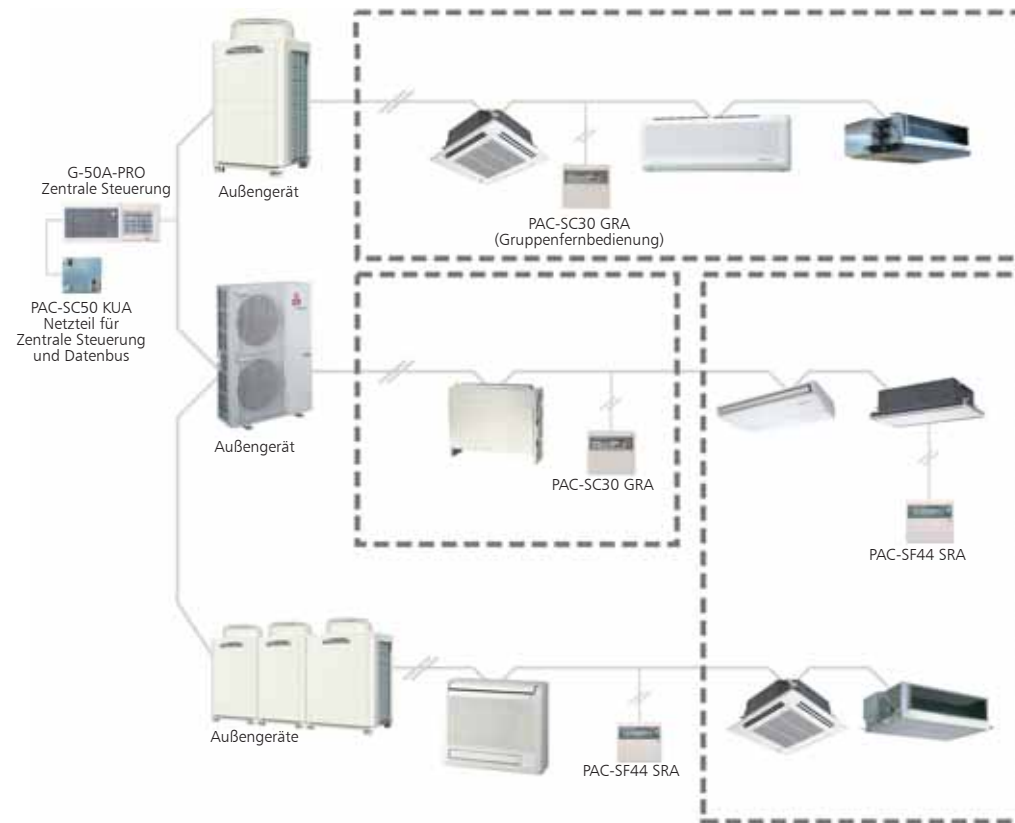 G-50A-PRO
Zentrale Steuerung
Außengerät
PAC-SC30 GRA
(Gruppenfernbedienung)
PAC-SC50 KUA
Netzteil für
Zentrale Steuerung
und Datenbus
Außengerät
PAC-SC30 GRA
PAC-SF44 SRA
Außengeräte
PAC-SF44 SRA